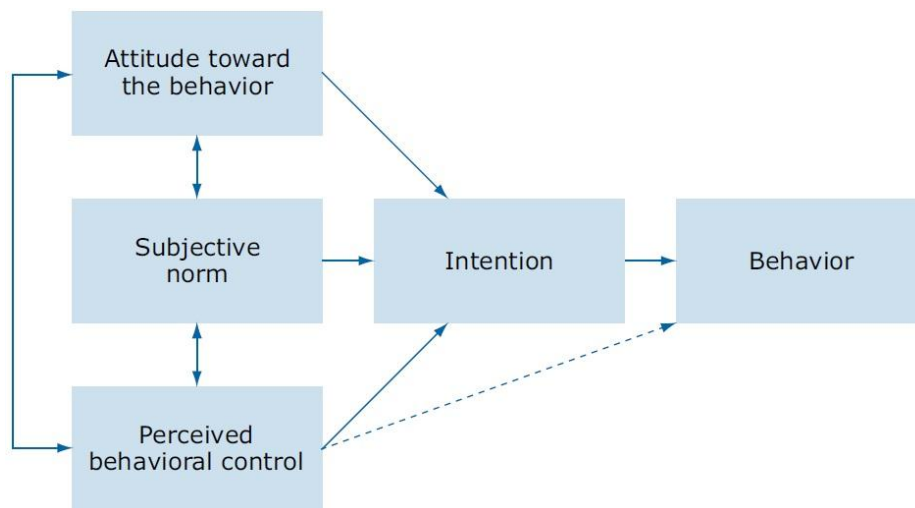 Attitude toward
the behavior
Subjective
norm
Intention
Behavior
Perceived
behavioral control